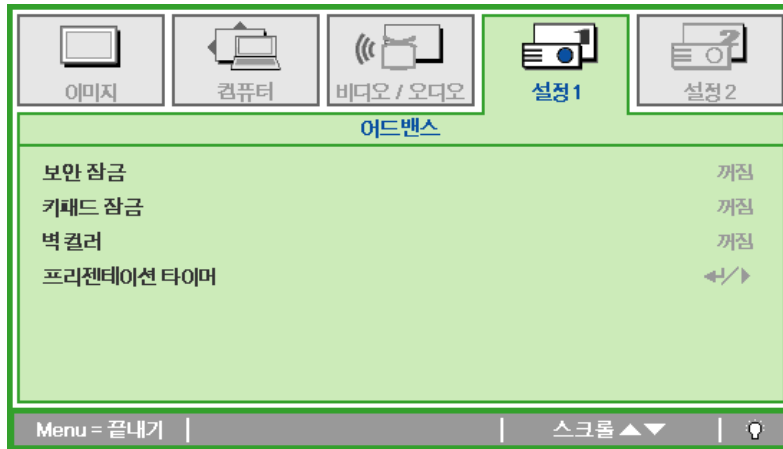 이미지
컴퓨터
비디오 / 오디오
설정 1
설정 2
어드밴스
보안 잠금 꺼짐
키패드 잠금 꺼짐
벽 컬러 꺼짐
프리젠테이션 타이머 /
Menu = 끝내기 스크롤 ▲▼